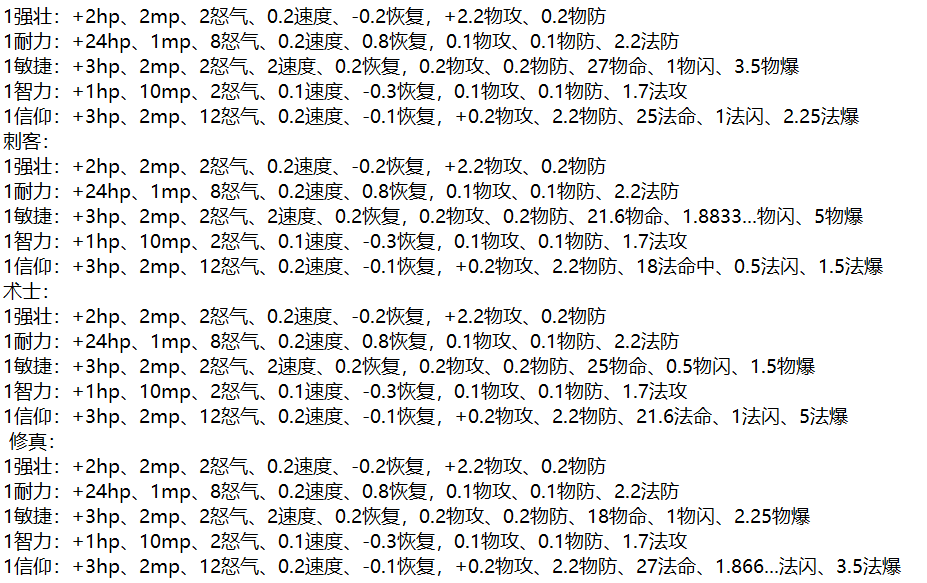 1强壮：+2hp、2mp、2怒气、0.2速度、-0.2恢复，+2.2物攻、0.2物防
1耐力：+24hp、1mp、8怒气、0.2速度、0.8恢复，0.1物攻、0.1物防、2.2法防
1敏捷：+3hp、2mp、2怒气、2速度、0.2恢复，0.2物攻、0.2物防、27物命、1物闪、3.5物爆
1智力：+1hp、10mp、2怒气、0.1速度、-0.3恢复，0.1物攻、0.1物防、1.7法攻
1信仰：+3hp、2mp、12怒气、0.2速度、-0.1恢复，+0.2物攻、2.2物防、25法命、1法闪、2.25法爆
刺客：
1强壮：+2hp、2mp、2怒气、0.2速度、-0.2恢复，+2.2物攻、0.2物防
1耐力：+24hp、1mp、8怒气、0.2速度、0.8恢复，0.1物攻、0.1物防、2.2法防
1敏捷：+3hp、2mp、2怒气、2速度、0.2恢复，0.2物攻、0.2物防、21.6物命、1.8833...物闪、5物爆
1智力：+1hp、10mp、2怒气、0.1速度、-0.3恢复，0.1物攻、0.1物防、1.7法攻
1信仰：+3hp、2mp、12怒气、0.2速度、-0.1恢复，+0.2物攻、2.2物防、18法命中、0.5法闪、1.5法爆
术士：
1强壮：+2hp、2mp、2怒气、0.2速度、-0.2恢复，+2.2物攻、0.2物防
1耐力：+24hp、1mp、8怒气、0.2速度、0.8恢复，0.1物攻、0.1物防、2.2法防
1敏捷：+3hp、2mp、2怒气、2速度、0.2恢复，0.2物攻、0.2物防、25物命、0.5物闪、1.5物爆
1智力：+1hp、10mp、2怒气、0.1速度、-0.3恢复，0.1物攻、0.1物防、1.7法攻
1信仰：+3hp、2mp、12怒气、0.2速度、-0.1恢复，+0.2物攻、2.2物防、21.6法命、1法闪、5法爆
修真：
1强壮：+2hp、2mp、2怒气、0.2速度、-0.2恢复，+2.2物攻、0.2物防
1耐力：+24hp、1mp、8怒气、0.2速度、0.8恢复，0.1物攻、0.1物防、2.2法防
1敏捷：+3hp、2mp、2怒气、2速度、0.2恢复，0.2物攻、0.2物防、18物命、1物闪、2.25物爆
1智力：+1hp、10mp、2怒气、0.1速度、-0.3恢复，0.1物攻、0.1物防、1.7法攻
1信仰：+3hp、2mp、12怒气、0.2速度、-0.1恢复，+0.2物攻、2.2物防、27法命、1.866...法闪、3.5法爆